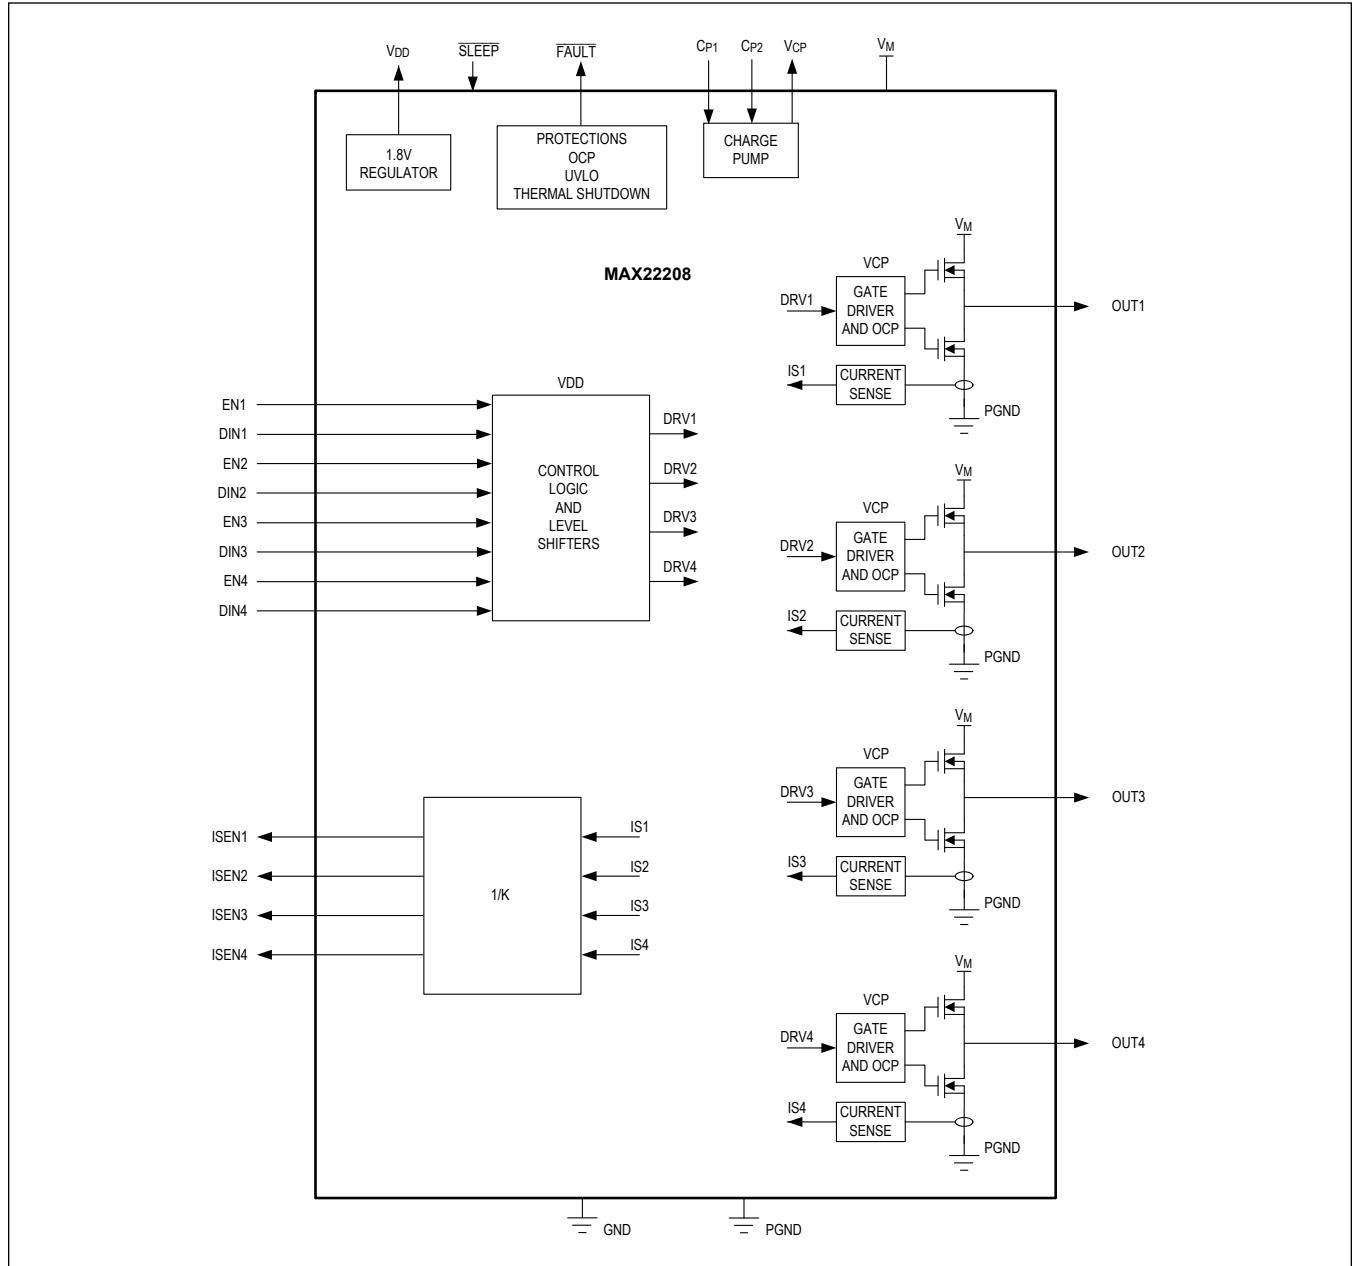 VDD
SLEEP
FAULT
CP1
CP2
VCP
VM
1.8V
REGULATOR
PROTECTIONS
OCP
UVLO
THERMAL SHUTDOWN
CHARGE
PUMP
MAX22208
VM
VCP
DRV1
GATE
DRIVER
AND OCP
OUT1
IS1
CURRENT
SENSE
PGND
VDD
EN1
DIN1
EN2
DIN2
EN3
DIN3
EN4
DIN4
CONTROL
LOGIC
AND
LEVEL
SHIFTERS
DRV1
DRV2
DRV3
DRV4
VM
VCP
DRV2
GATE
DRIVER
AND OCP
OUT2
IS2
CURRENT
SENSE
PGND
VM
VCP
DRV3
GATE
DRIVER
AND OCP
OUT3
IS3
CURRENT
SENSE
PGND
ISEN1
ISEN2
ISEN3
ISEN4
1/K
IS1
IS2
IS3
IS4
VM
VCP
DRV4
GATE
DRIVER
AND OCP
OUT4
IS4
CURRENT
SENSE
PGND
GND
PGND